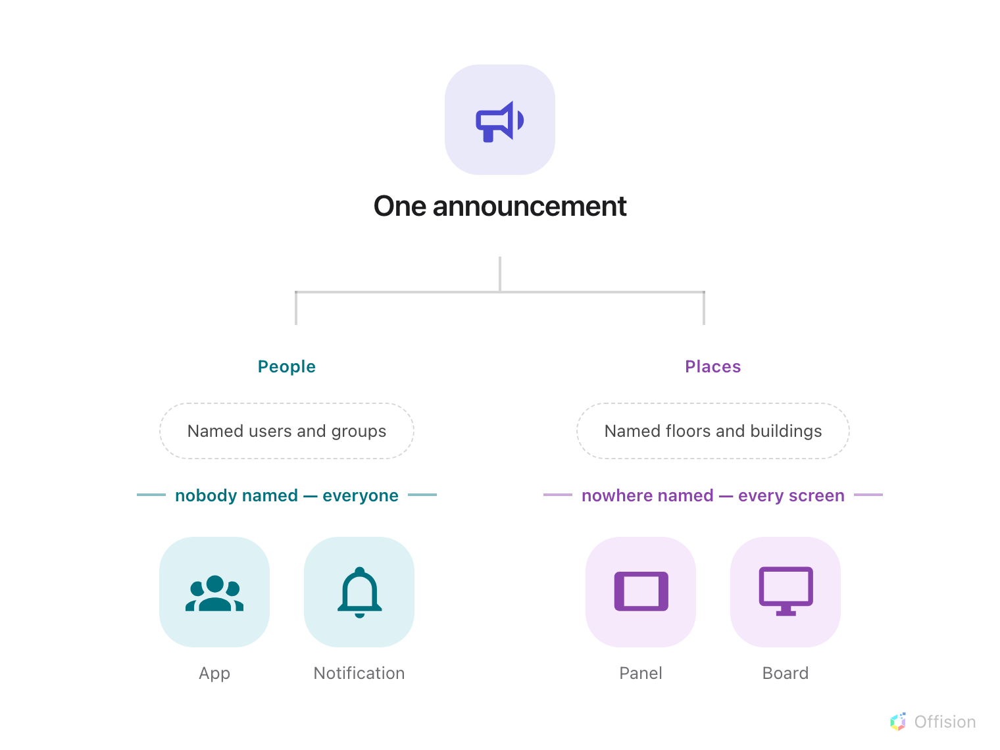 One announcement
People
Places
Named users and groups
Named floors and buildings
nobody named — everyone
nowhere named — every screen
App
Notification
Panel
Board
Offision